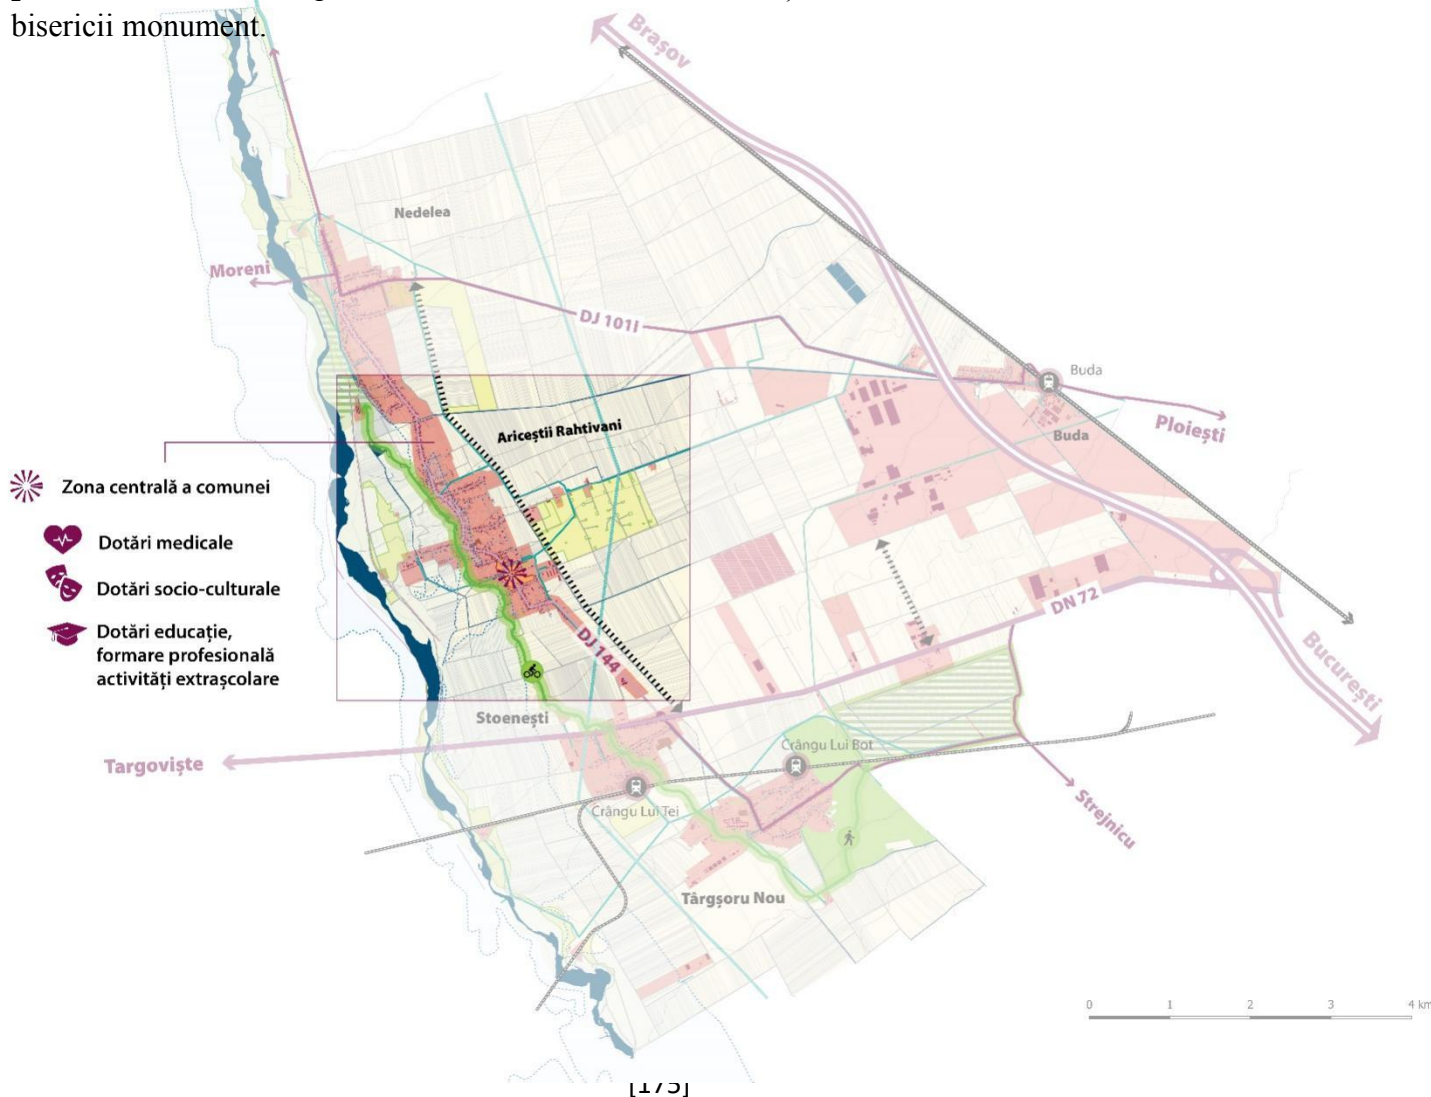 bisericii monument.
Brașov
Nedelea
Moreni
DJ 101I
Buda
Ploiești
Buda
Ariceștii Rahtivani
Zona centrală a comunei
Dotări medicale
Dotări socio-culturale
Dotări educație,
formare profesională
activități extrașcolare
DN 72
DJ 144
București
Stoenești
Crângu Lui Bot
Targoviște
Crângu Lui Tei
Strejnicu
Târgșoru Nou
0 1 2 3 4 km
[175]